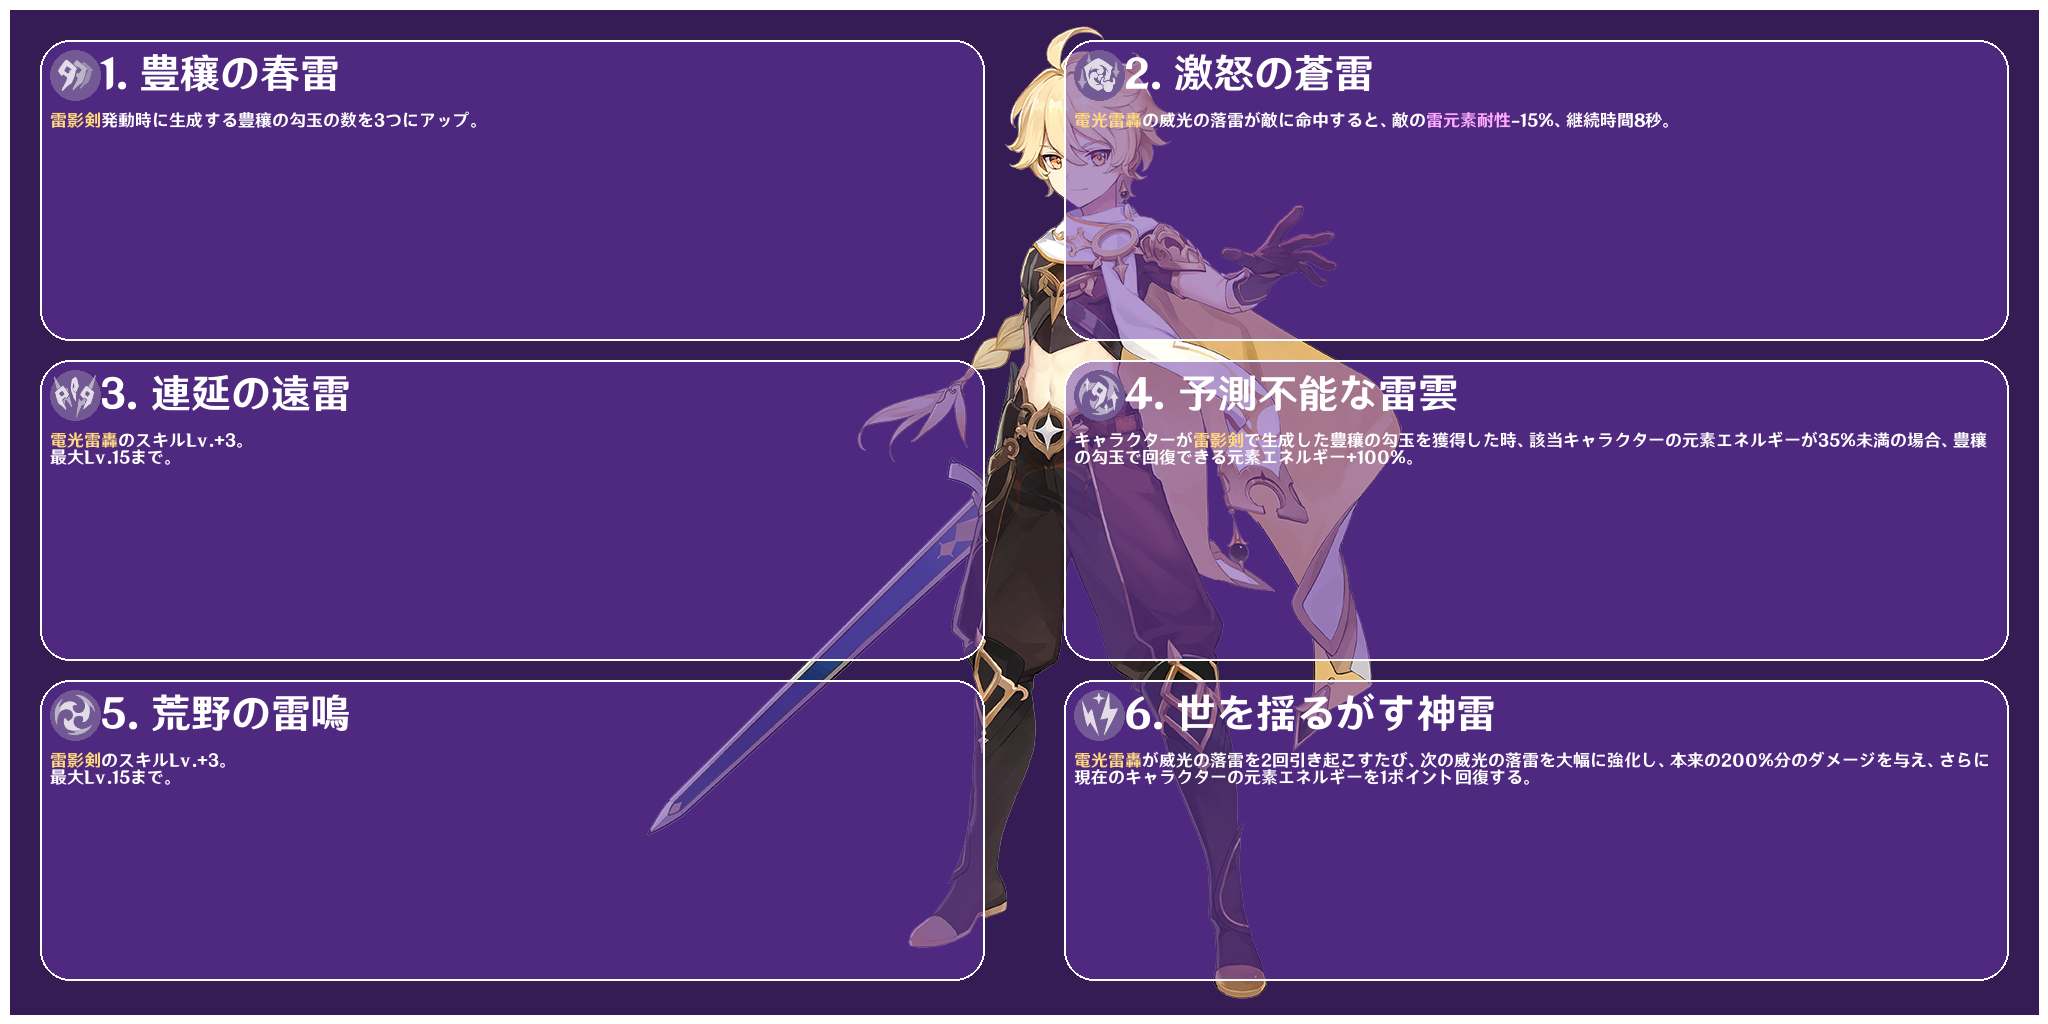 1. 豊穰の春雷
雷影剣発動時に生成する豊穰の勾玉の数を3つにアップ。
2. 激怒の蒼雷
電光雷轟の威光の落雷が敵に命中すると、敵の雷元素耐性-15%、継続時間8秒。
3. 連延の遠雷
電光雷轟のスキルLv.+3。
最大Lv.15まで。
4. 予測不能な雷雲
キャラクターが雷影剣で生成した豊穰の勾玉を獲得した時、該当キャラクターの元素エネルギーが35%未満の場合、豊穰
の勾玉で回復できる元素エネルギー+100%。
5. 荒野の雷鳴
雷影剣のスキルLv.+3。
最大Lv.15まで。
6. 世を揺るがす神雷
電光雷轟が威光の落雷を2回引き起こすたび、次の威光の落雷を大幅に強化し、本来の200%分のダメージを与え、さらに
現在のキャラクターの元素エネルギーを1ポイント回復する。